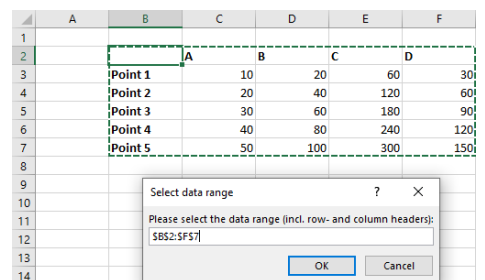 A B C D E F
1
2 A B C D
3 Point 1 10 20 60 30
4 Point 2 20 40 120 60
5 Point 3 30 60 180 90
6 Point 4 40 80 240 120
7 Point 5 50 100 300 150
8
9
Select data range ? ×
10
11 Please select the data range (incl. row- and column headers):
12 $B$2:$F$7
13
OK Cancel
14